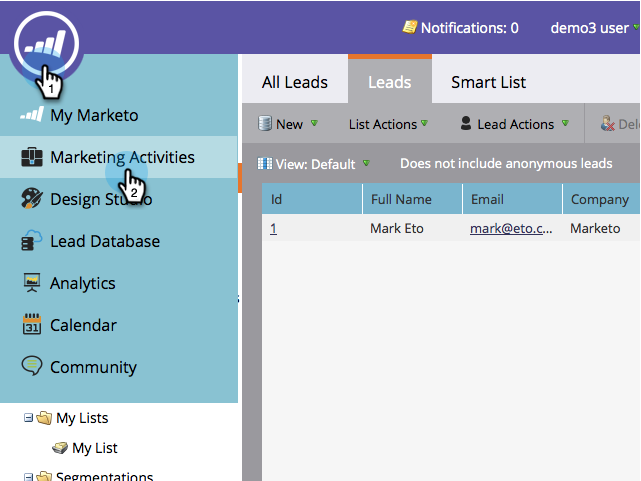 Notifications: 0
demo3 user
1
My Marketo
Marketing Activities
2
Design Studio
Lead Database
Analytics
31
Calendar
Community
My Lists
My List
Segmentations
All Leads
Leads
Smart List
New
List Actions
Lead Actions
View: Default
Does not include anonymous leads
Id
Full Name
Email
Company
1
Mark Eto
mark@eto.c...
Marketo